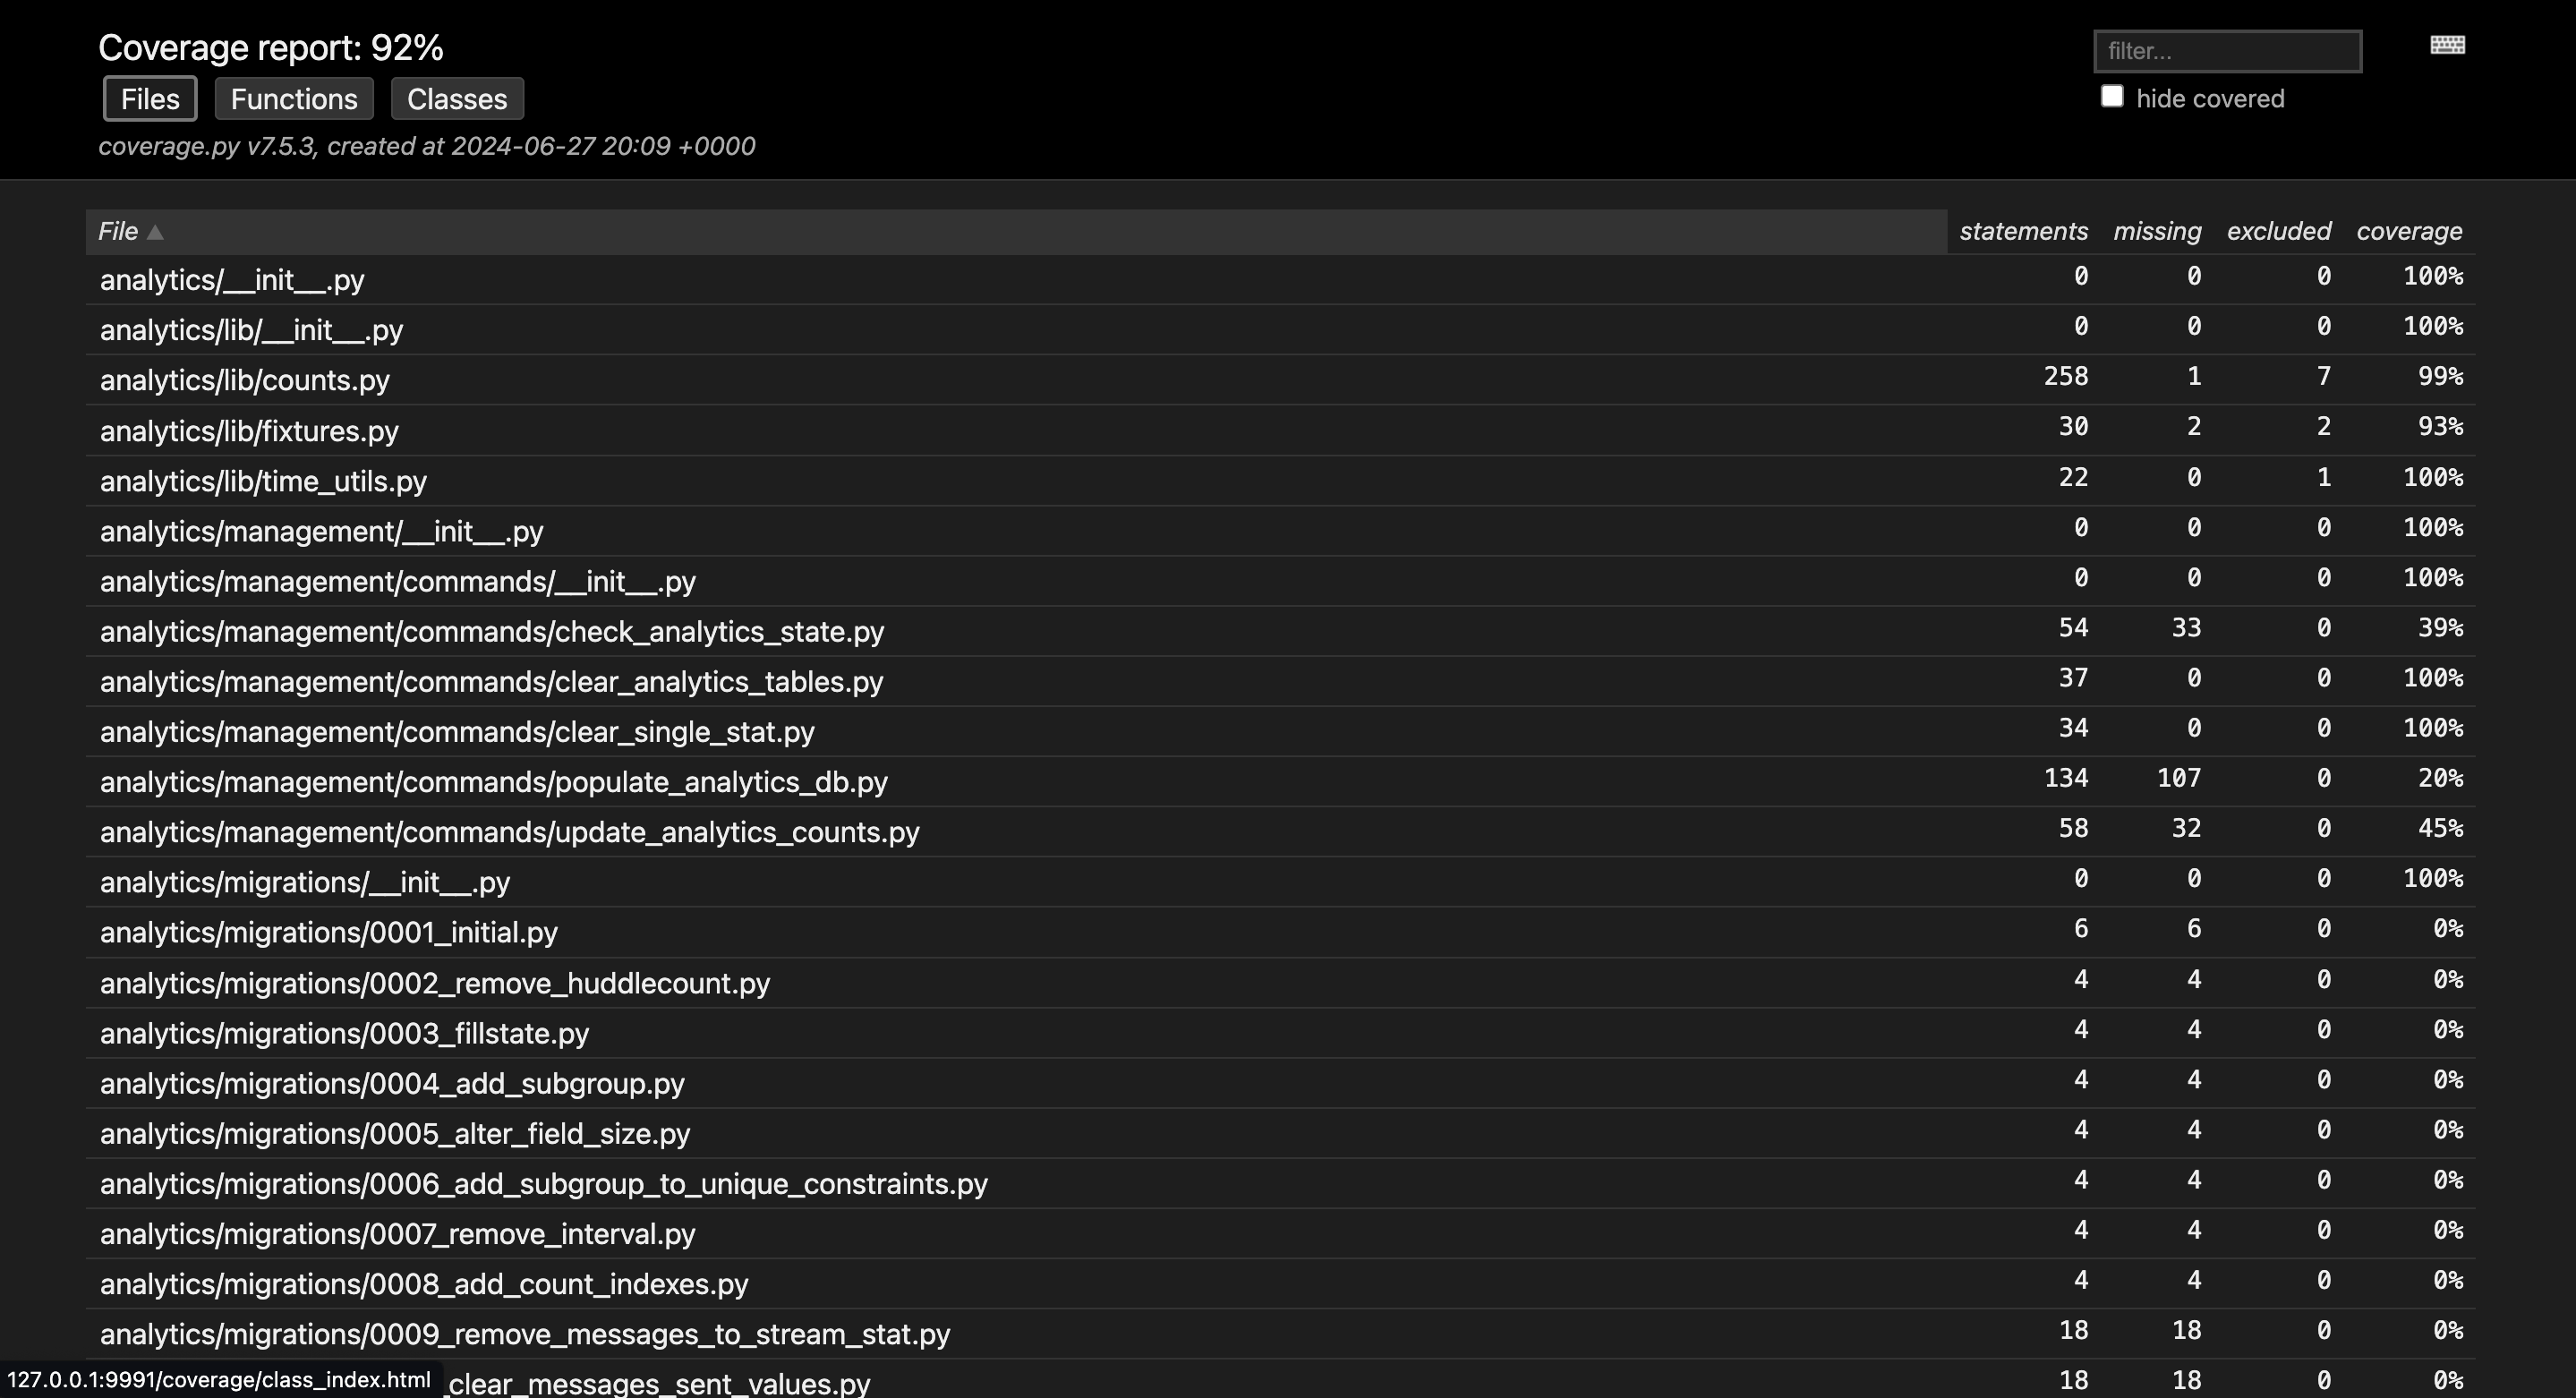 Coverage report: 92%
filter...
Files Functions Classes
hide covered
coverage.py v7.5.3, created at 2024-06-27 20:09 +0000
File statements missing excluded coverage
analytics/__init__.py 0 0 0 100%
analytics/lib/__init__.py 0 0 0 100%
analytics/lib/counts.py 258 1 7 99%
analytics/lib/fixtures.py 30 2 2 93%
analytics/lib/time_utils.py 22 0 1 100%
analytics/management/__init__.py 0 0 0 100%
analytics/management/commands/__init__.py 0 0 0 100%
analytics/management/commands/check_analytics_state.py 54 33 0 39%
analytics/management/commands/clear_analytics_tables.py 37 0 0 100%
analytics/management/commands/clear_single_stat.py 34 0 0 100%
analytics/management/commands/populate_analytics_db.py 134 107 0 20%
analytics/management/commands/update_analytics_counts.py 58 32 0 45%
analytics/migrations/__init__.py 0 0 0 100%
analytics/migrations/0001_initial.py 6 6 0 0%
analytics/migrations/0002_remove_huddlecount.py 4 4 0 0%
analytics/migrations/0003_fillstate.py 4 4 0 0%
analytics/migrations/0004_add_subgroup.py 4 4 0 0%
analytics/migrations/0005_alter_field_size.py 4 4 0 0%
analytics/migrations/0006_add_subgroup_to_unique_constraints.py 4 4 0 0%
analytics/migrations/0007_remove_interval.py 4 4 0 0%
analytics/migrations/0008_add_count_indexes.py 4 4 0 0%
analytics/migrations/0009_remove_messages_to_stream_stat.py 18 18 0 0%
_clear_messages_sent_values.py 18 18 0 0%
127.0.0.1:9991/coverage/class_index.html